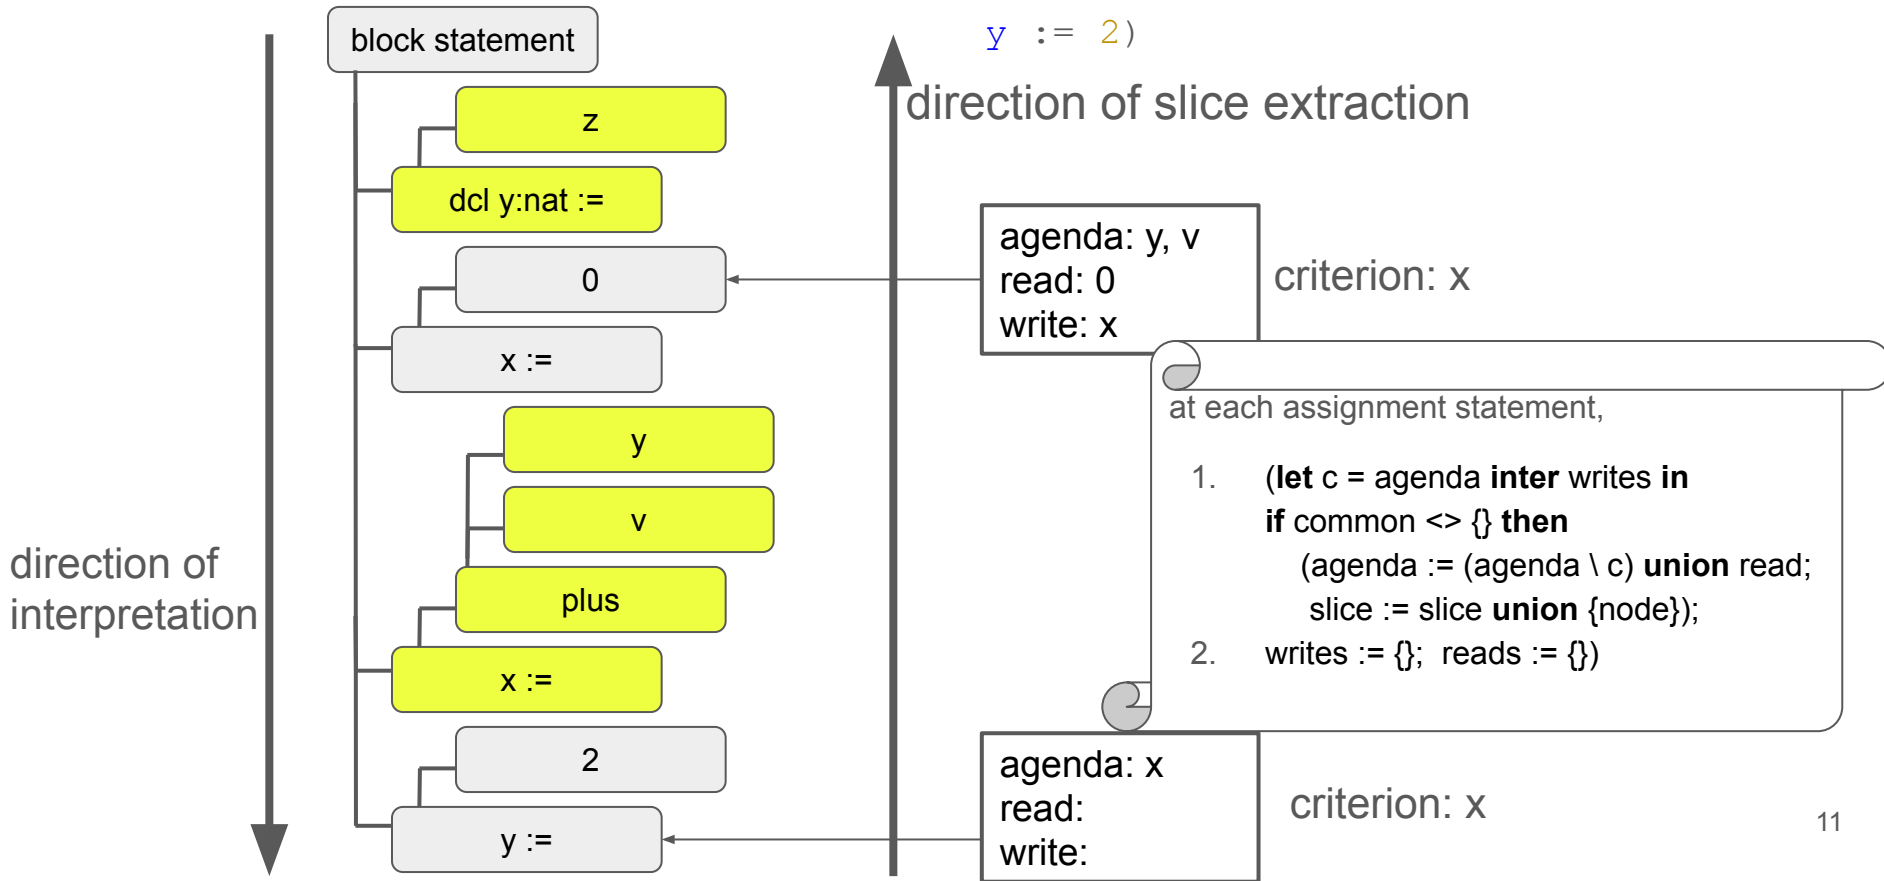 block statement
z
dcl y:nat :=
0
x :=
y
v
plus
x :=
2
y :=
direction of
interpretation
y := 2)
direction of slice extraction
agenda: y, v
read: 0
write: x
criterion: x
at each assignment statement,
1. (let c = agenda inter writes in
if common <> {} then
(agenda := (agenda \ c) union read;
slice := slice union {node});
2. writes := {}; reads := {})
agenda: x
read:
write:
criterion: x
11